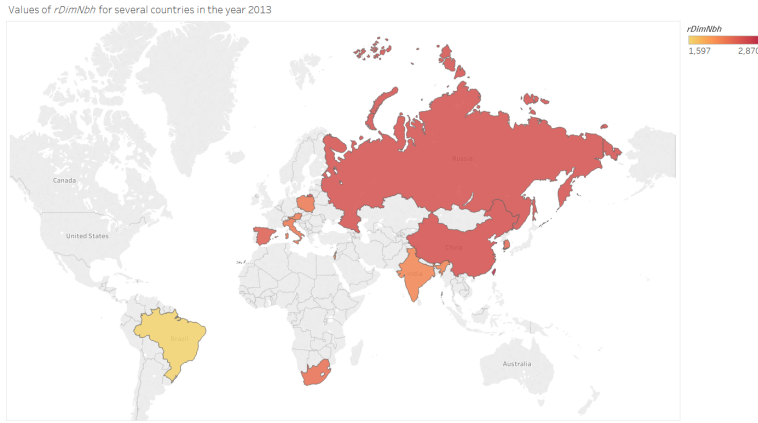 Values of rDimNbh for several countries in the year 2013
rDimNbh
1,597 2,870
Russia
Canada
United States
China
India
Brazil
Australia